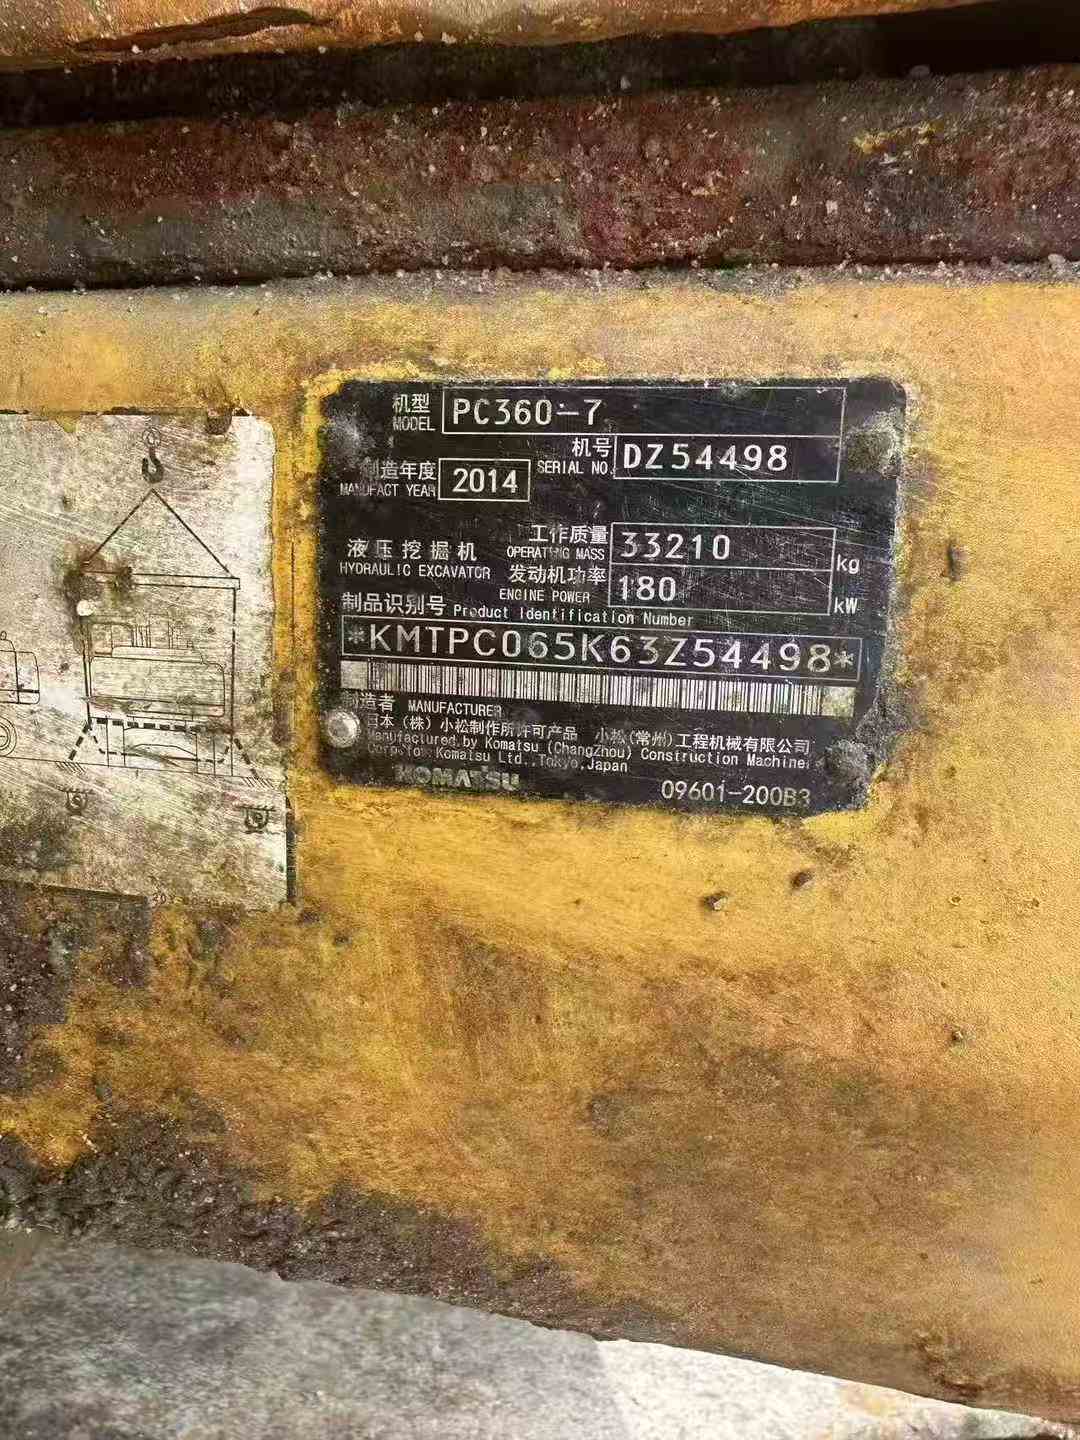 机型 MODEL PC360-7
机号 SERIAL NO. DZ54498
制造年度 MANUFACT YEAR 2014
工作质量 OPERATING MASS 33210 kg
液压挖掘机 HYDRAULIC EXCAVATOR
发动机功率 ENGINE POWER 180 kW
制品识别号 Product Identification Number
*KMTPC065K63Z54498*
制造者 MANUFACTURER
日本(株)小松制作所许可产品 小松(常州)工程机械有限公司
Manufactured by Komatsu (ChangZhou) Construction Machinery
Corp. for Komatsu Ltd., Tokyo, Japan
KOMATSU 09601-200B3